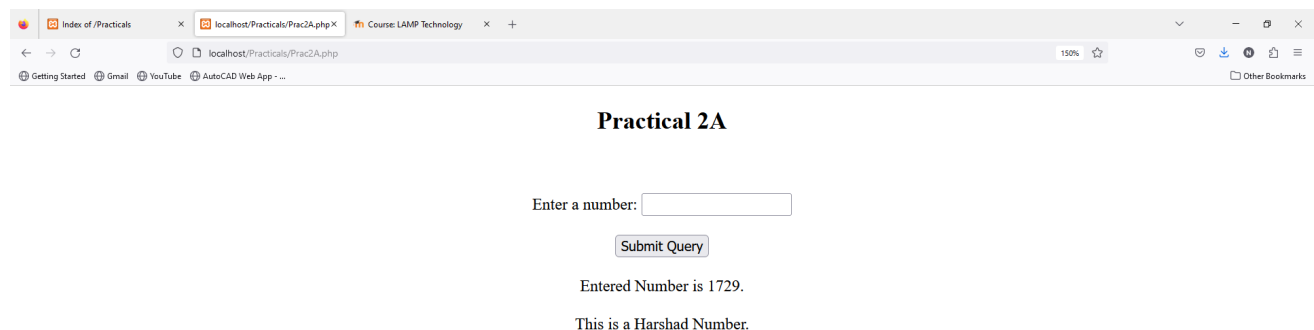 Index of /Practicals
localhost/Practicals/Prac2A.php
Course: LAMP Technology
localhost/Practicals/Prac2A.php
150%
N
Getting Started Gmail YouTube AutoCAD Web App - ...
Other Bookmarks
Practical 2A
Enter a number:
Submit Query
Entered Number is 1729.
This is a Harshad Number.